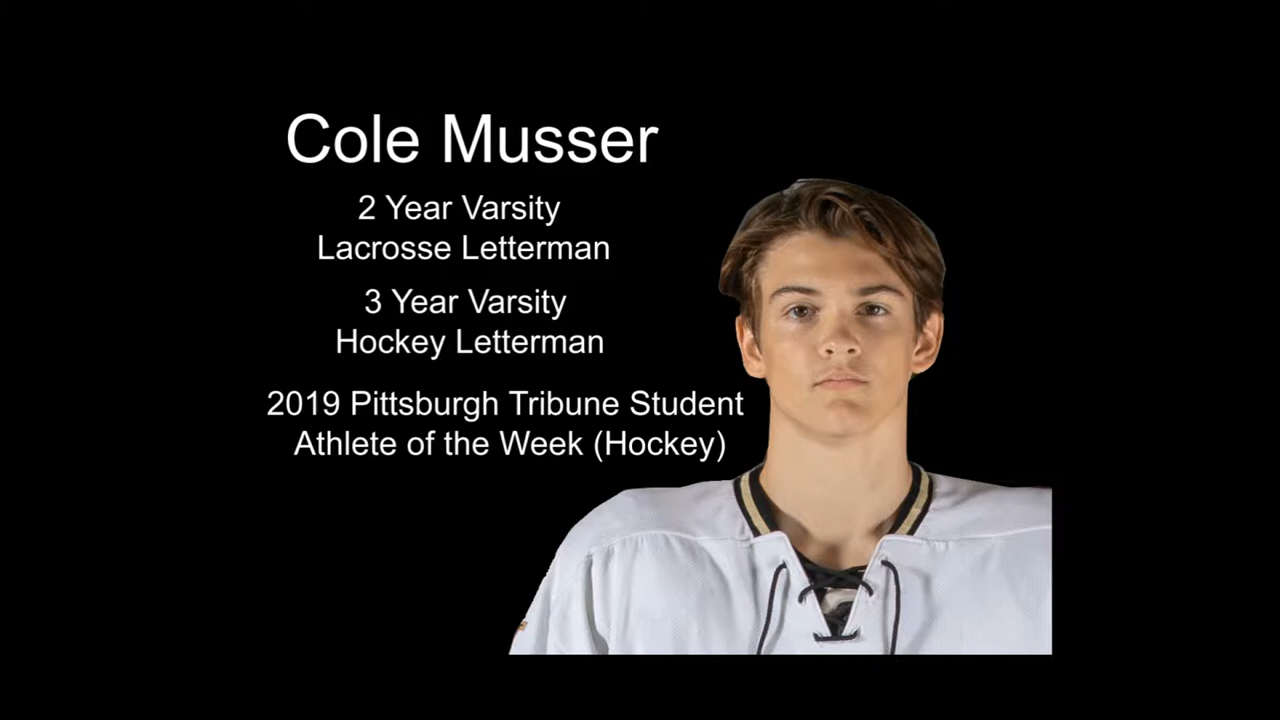 Cole Musser
2 Year Varsity
Lacrosse Letterman
3 Year Varsity
Hockey Letterman
2019 Pittsburgh Tribune Student
Athlete of the Week (Hockey)